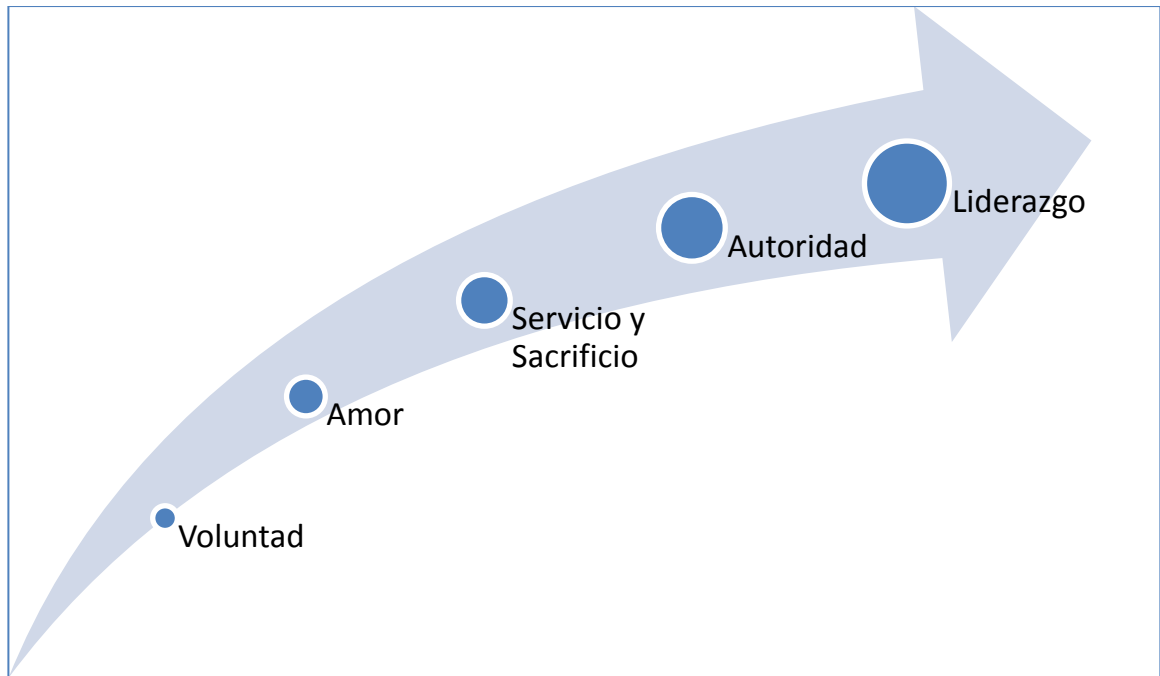 Liderazgo
Autoridad
Servicio y
Sacrificio
Amor
Voluntad